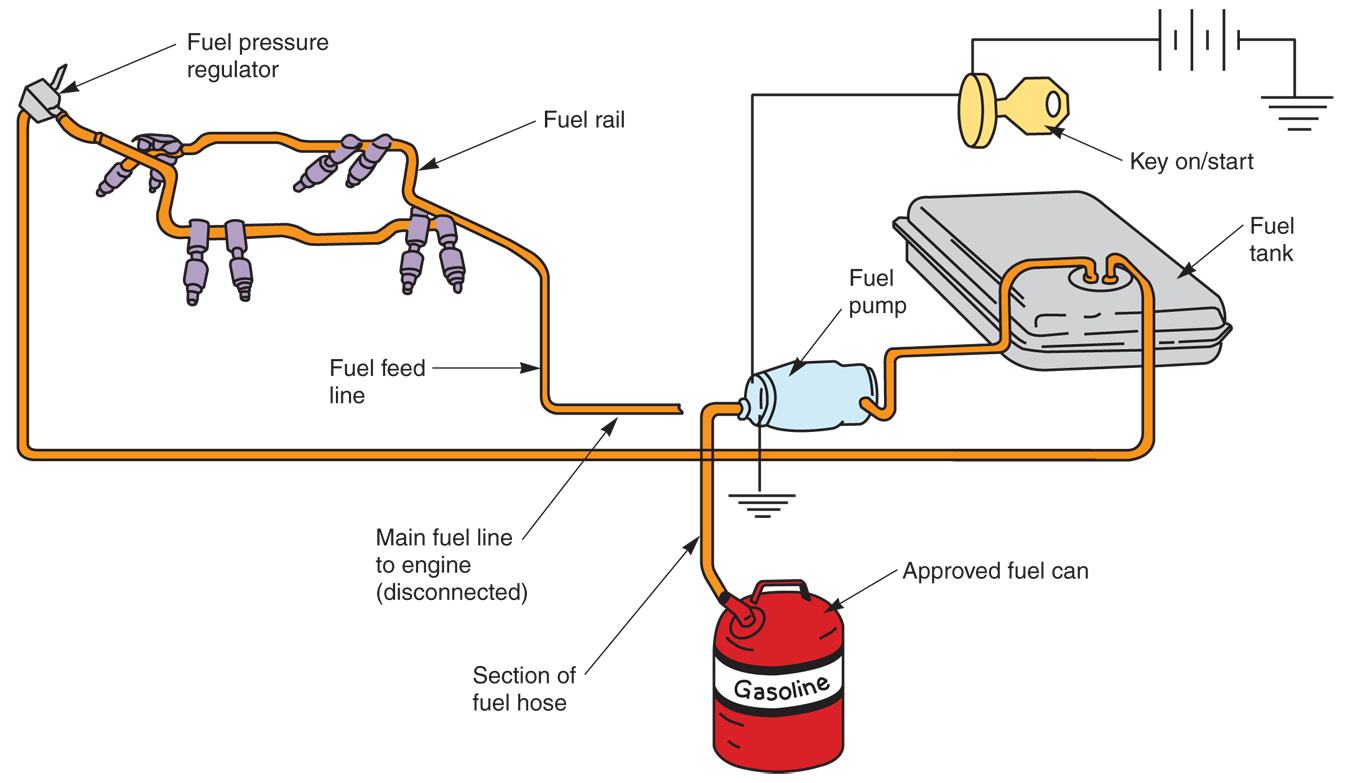 Fuel pressure
regulator
Fuel rail
Key on/start
Fuel
tank
Fuel
pump
Fuel feed
line
Main fuel line
to engine
(disconnected)
Approved fuel can
Section of
fuel hose
Gasoline